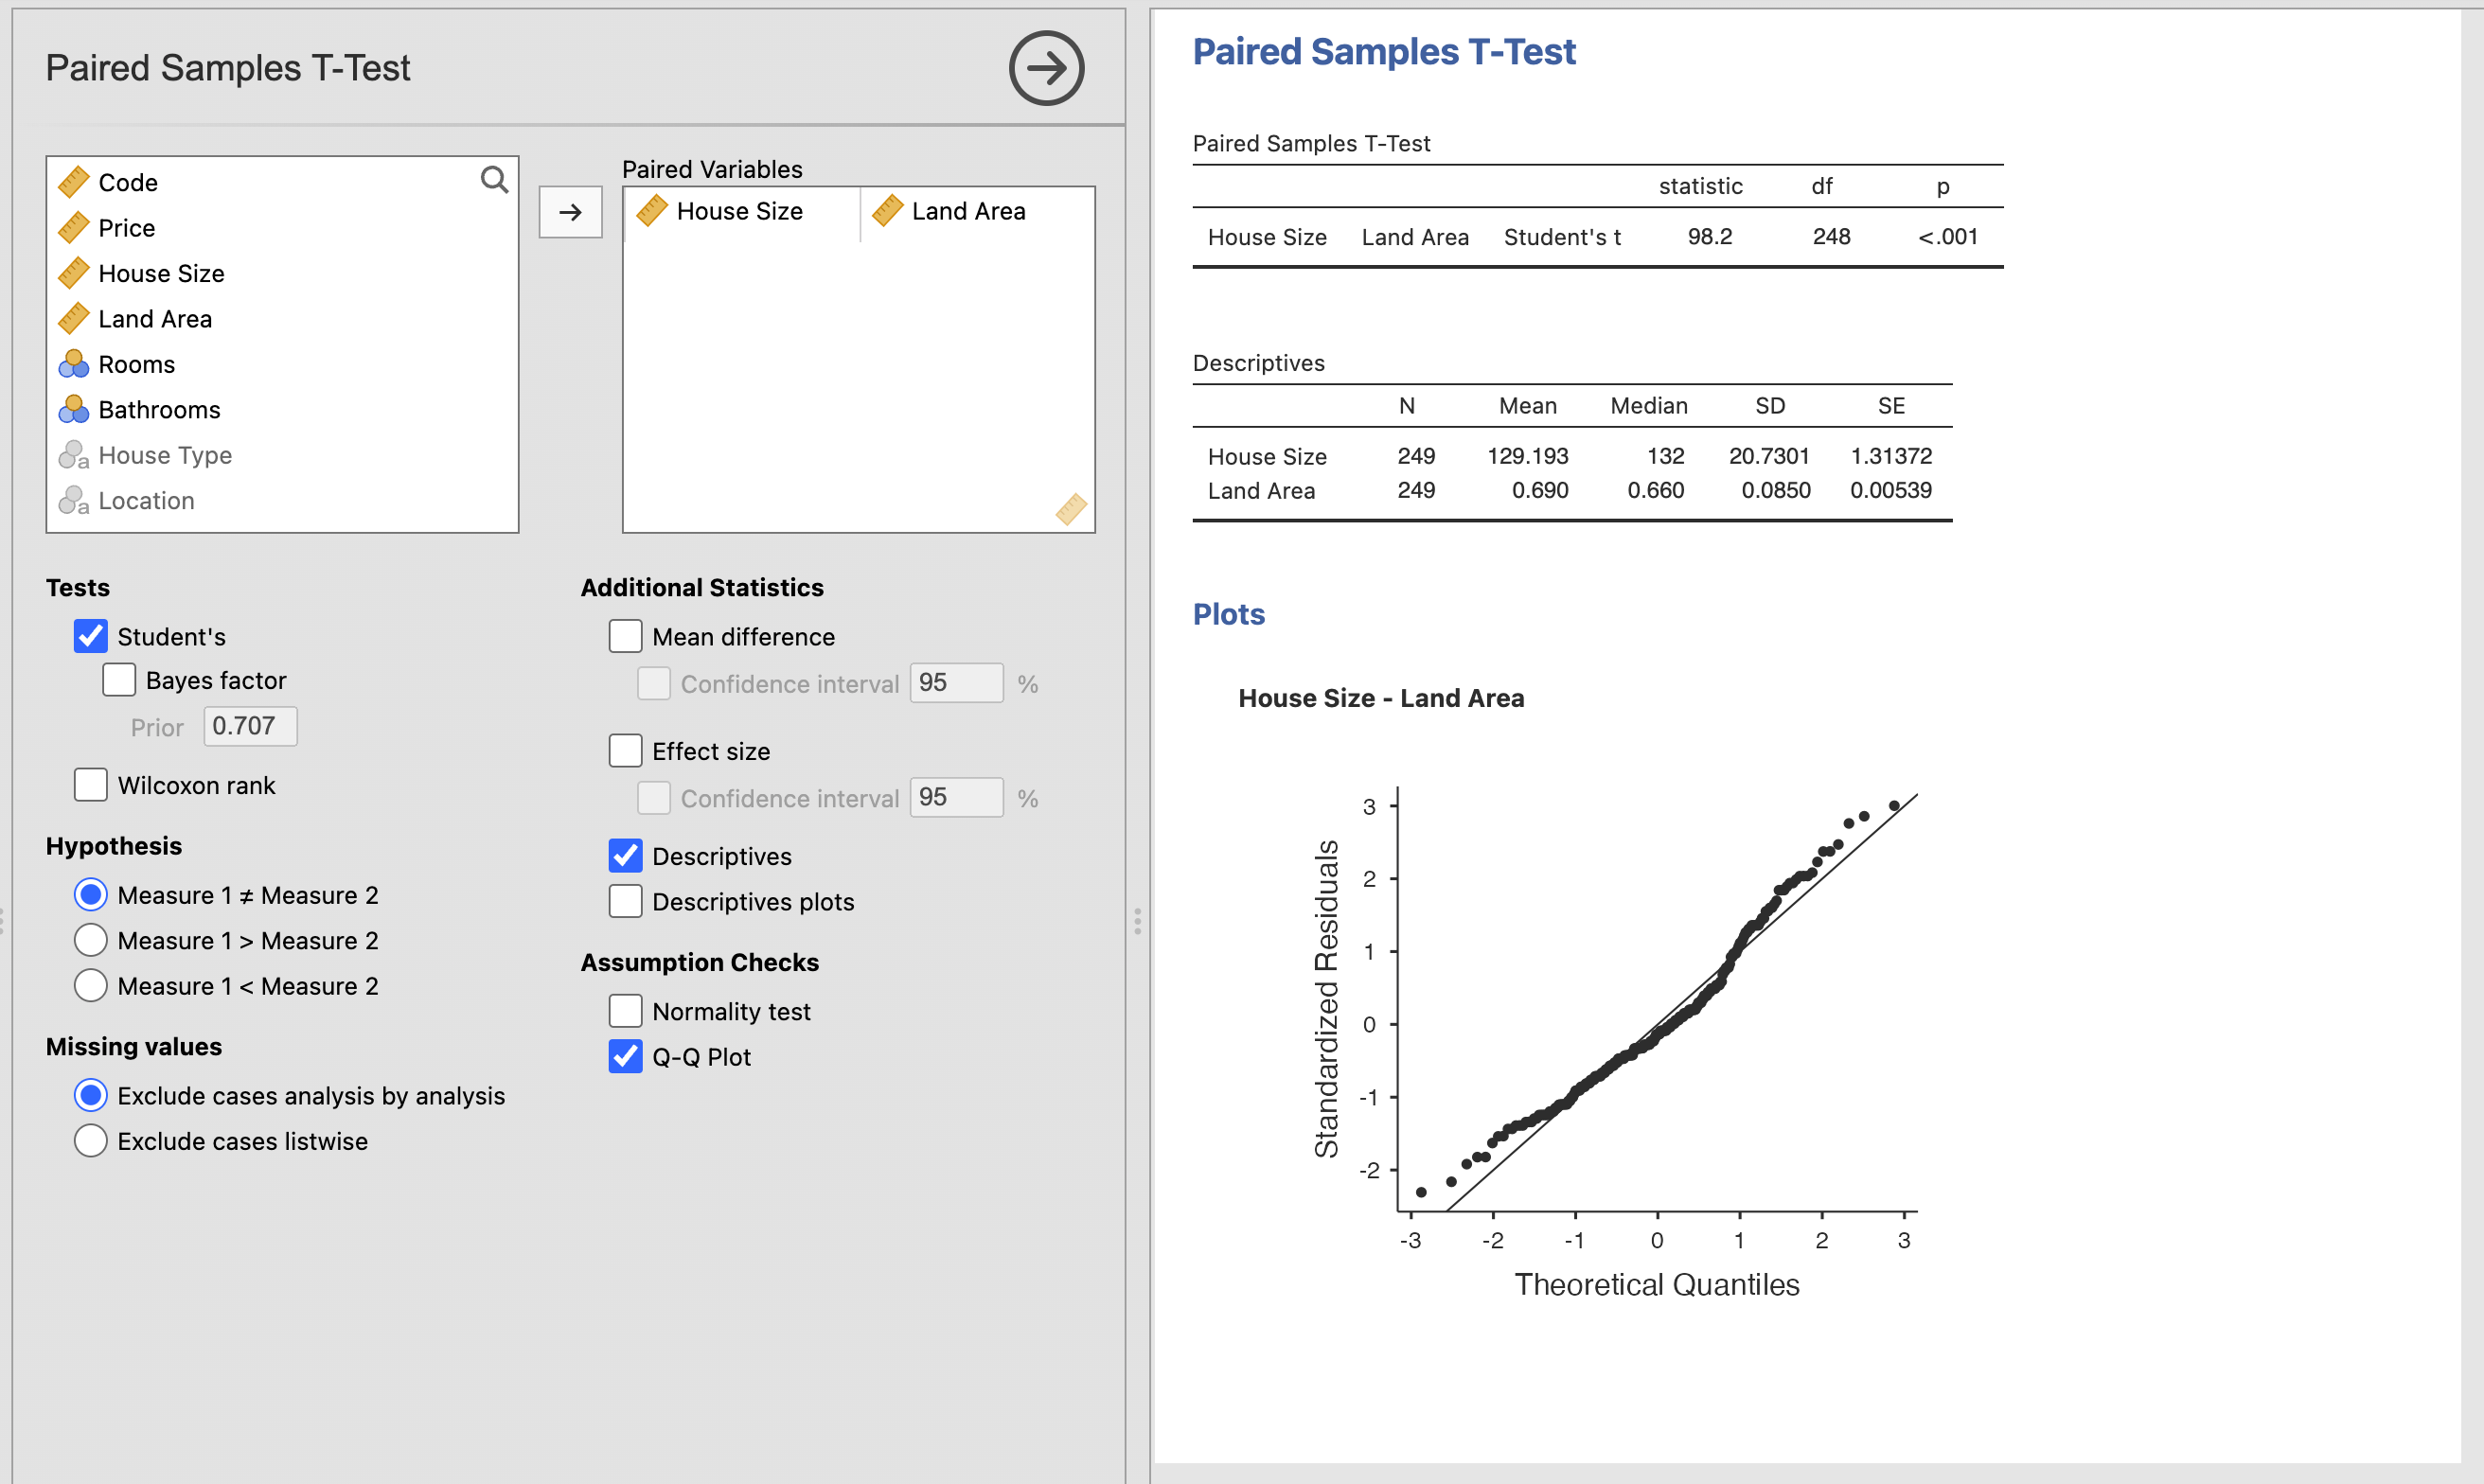 Paired Samples T-Test
Code
Price
House Size
Land Area
Rooms
Bathrooms
a House Type
a Location
Paired Variables
House Size Land Area
Tests
Student's
Bayes factor
Prior 0.707
Wilcoxon rank
Hypothesis
Measure 1 ≠ Measure 2
Measure 1 > Measure 2
Measure 1 < Measure 2
Missing values
Exclude cases analysis by analysis
Exclude cases listwise
Additional Statistics
Mean difference
Confidence interval 95 %
Effect size
Confidence interval 95 %
Descriptives
Descriptives plots
Assumption Checks
Normality test
Q-Q Plot
Paired Samples T-Test
Paired Samples T-Test
statistic df p
House Size Land Area Student's t 98.2 248 <.001
Descriptives
N Mean Median SD SE
House Size 249 129.193 132 20.7301 1.31372
Land Area 249 0.690 0.660 0.0850 0.00539
Plots
House Size - Land Area
Standardized Residuals
3
2
1
0
-1
-2
-3 -2 -1 0 1 2 3
Theoretical Quantiles